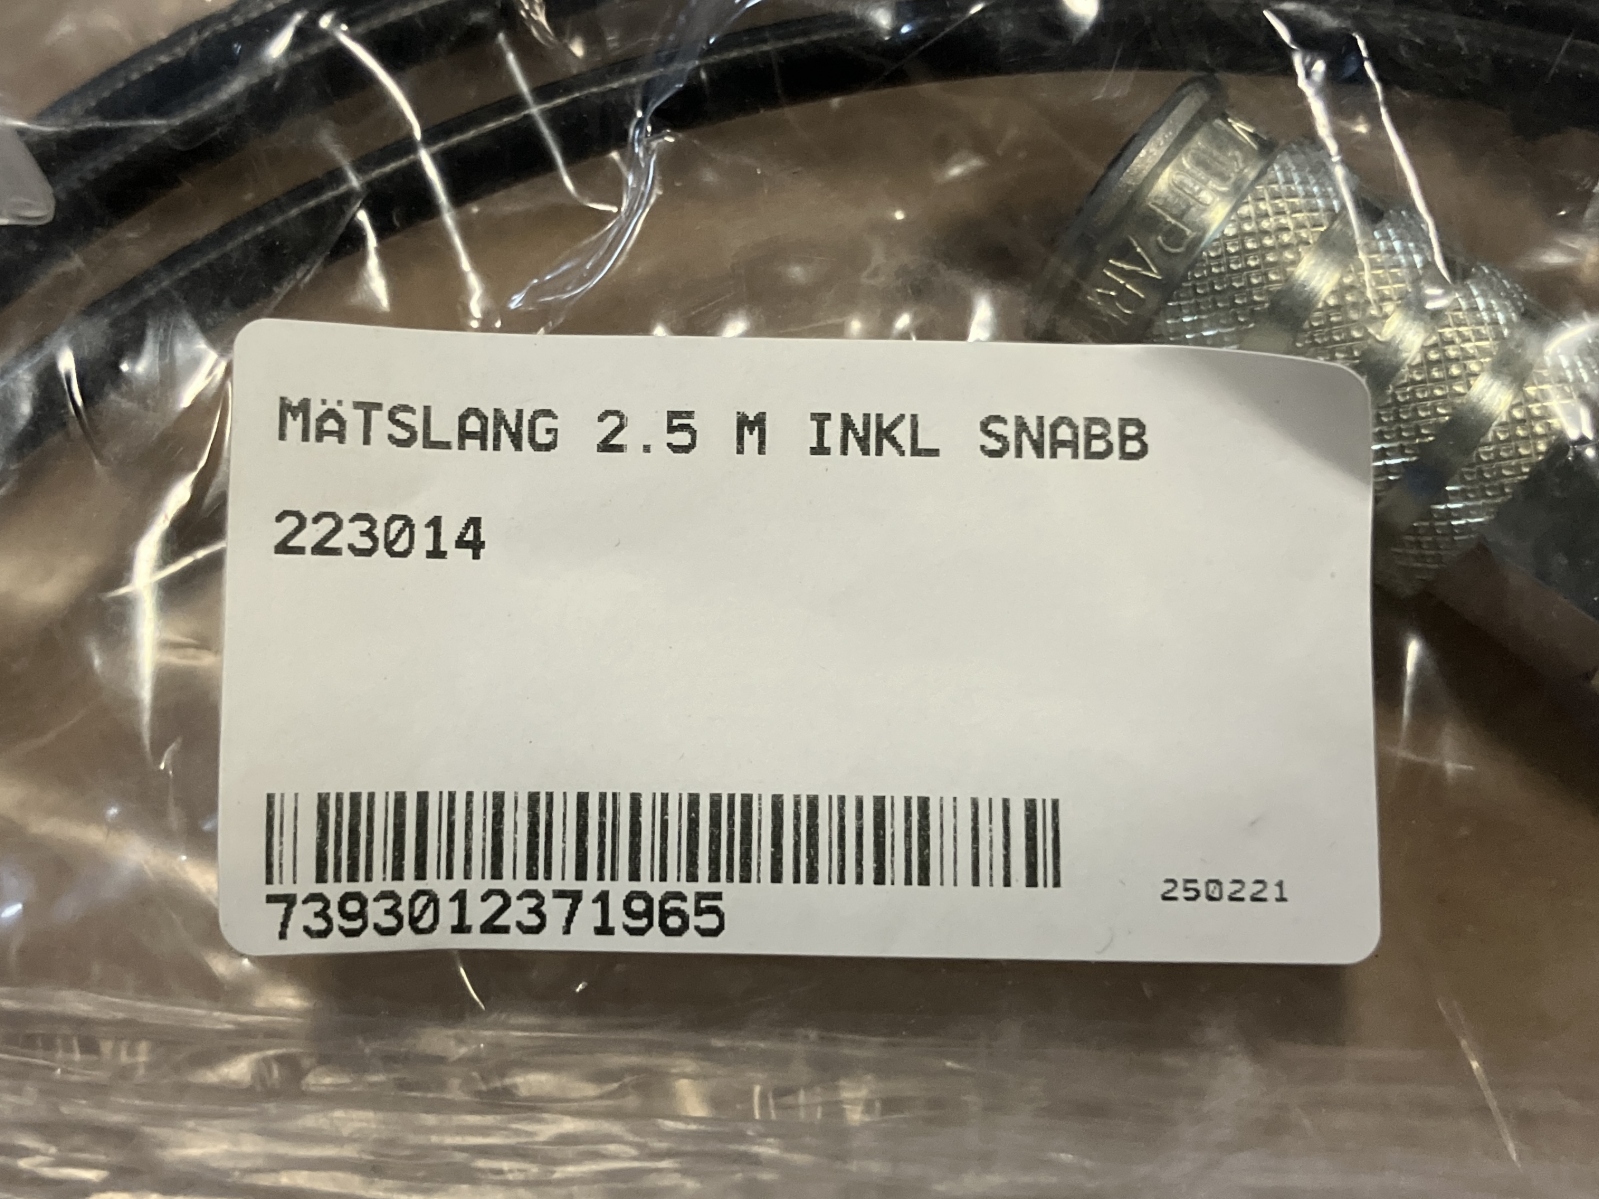 MÄTSLANG 2.5 M INKL SNABB
223014
7393012371965
250221